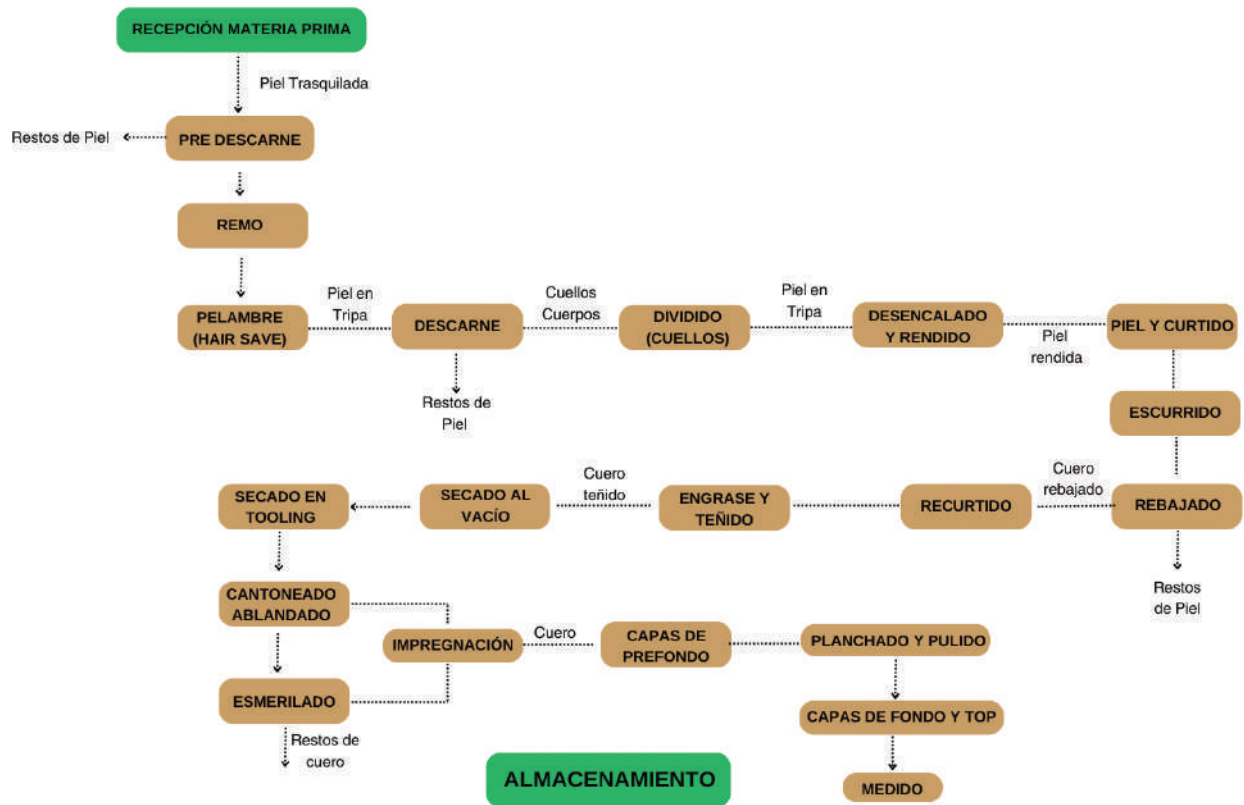 RECEPCIÓN MATERIA PRIMA
Piel Trasquilada
Restos de Piel
PRE DESCARNE
REMO
PELAMBRE
(HAIR SAVE)
Piel en
Tripa
DESCARNE
Cuellos
Cuerpos
DIVIDIDO
(CUELLOS)
Piel en
Tripa
DESENCALADO
Y RENDIDO
Piel
rendida
PIEL Y CURTIDO
Restos de
Piel
ESCURRIDO
REBAJADO
Cuero
rebajado
Restos
de Piel
RECURTIDO
ENGRASE Y
TEÑIDO
Cuero
teñido
SECADO AL
VACÍO
SECADO EN
TOOLING
CANTONEADO
ABLANDADO
ESMERILADO
Restos de
cuero
IMPREGNACIÓN
Cuero
CAPAS DE
PREFONDO
PLANCHADO Y PULIDO
CAPAS DE FONDO Y TOP
MEDIDO
ALMACENAMIENTO